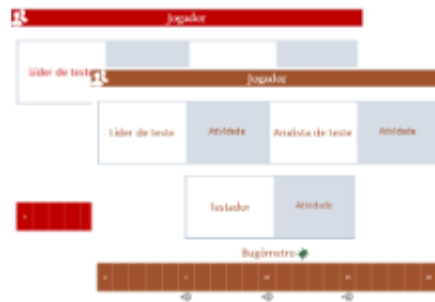 Jogador
Líder de teste
Jogador
Líder de teste Atividade Analista de teste Atividade
Testador Atividade
Bugômetro